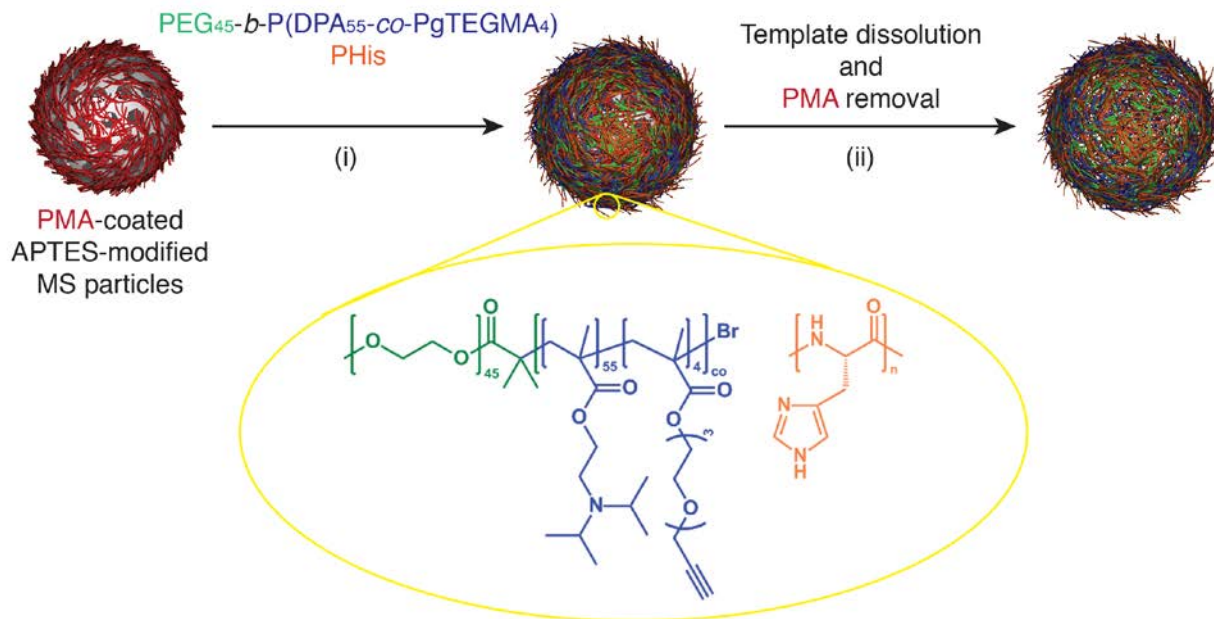 PEG45-b-P(DPA55-co-PgTEGMA4)
PHis
(i)
Template dissolution
and
PMA removal
(ii)
PMA-coated
APTES-modified
MS particles
O
O
O
45
55
4
co
Br
O
O
N
O
O
3
O
H
N
O
n
N
N
H